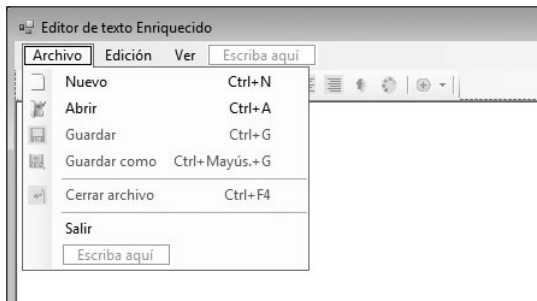 Editor de texto Enriquecido
Archivo Edición Ver Escriba aquí
Nuevo Ctrl+N
Abrir Ctrl+A
Guardar Ctrl+G
Guardar como Ctrl+Mayús.+G
Cerrar archivo Ctrl+F4
Salir
Escriba aquí